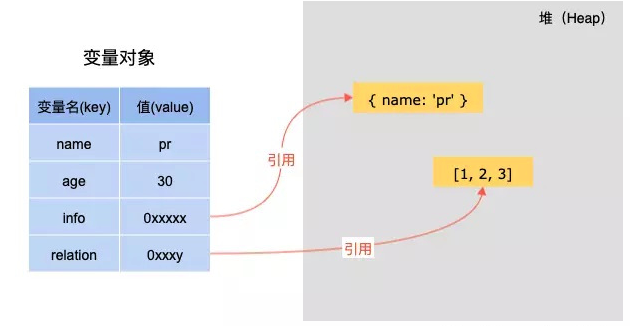 堆（Heap）
变量对象
变量名(key) 值(value)
name pr
age 30
info 0xxxxx
relation 0xxxy
{ name: 'pr' }
引用
[1, 2, 3]
引用